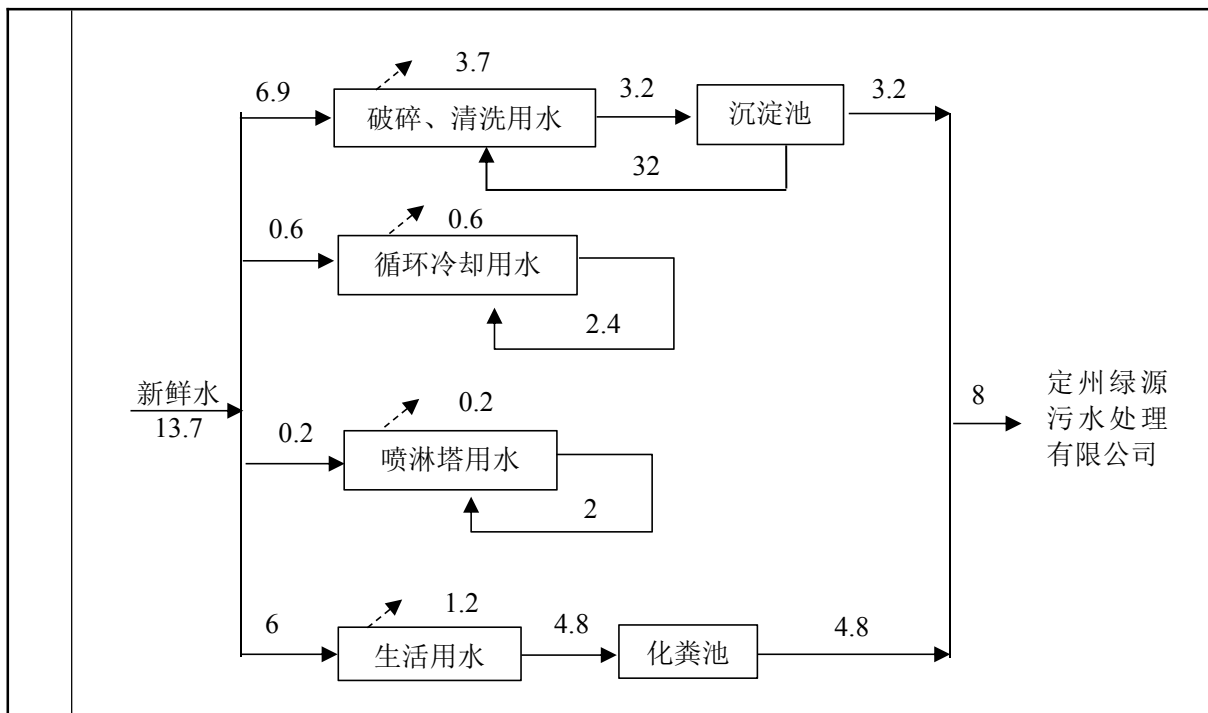 3.7
6.9
破碎、清洗用水
3.2
沉淀池
3.2
32
0.6
0.6
循环冷却用水
2.4
新鲜水
13.7
0.2
0.2
喷淋塔用水
2
8
定州绿源
污水处理
有限公司
6
1.2
生活用水
4.8
化粪池
4.8